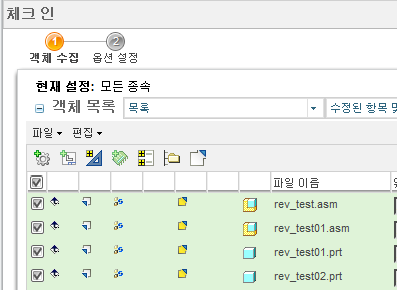 체크 인
1 2
객체 수집 옵션 설정
현재 설정: 모든 종속
객체 목록 목록 수정된 항목 및
파일 편집
파일 이름
rev_test.asm
rev_test01.asm
rev_test01.prt
rev_test02.prt